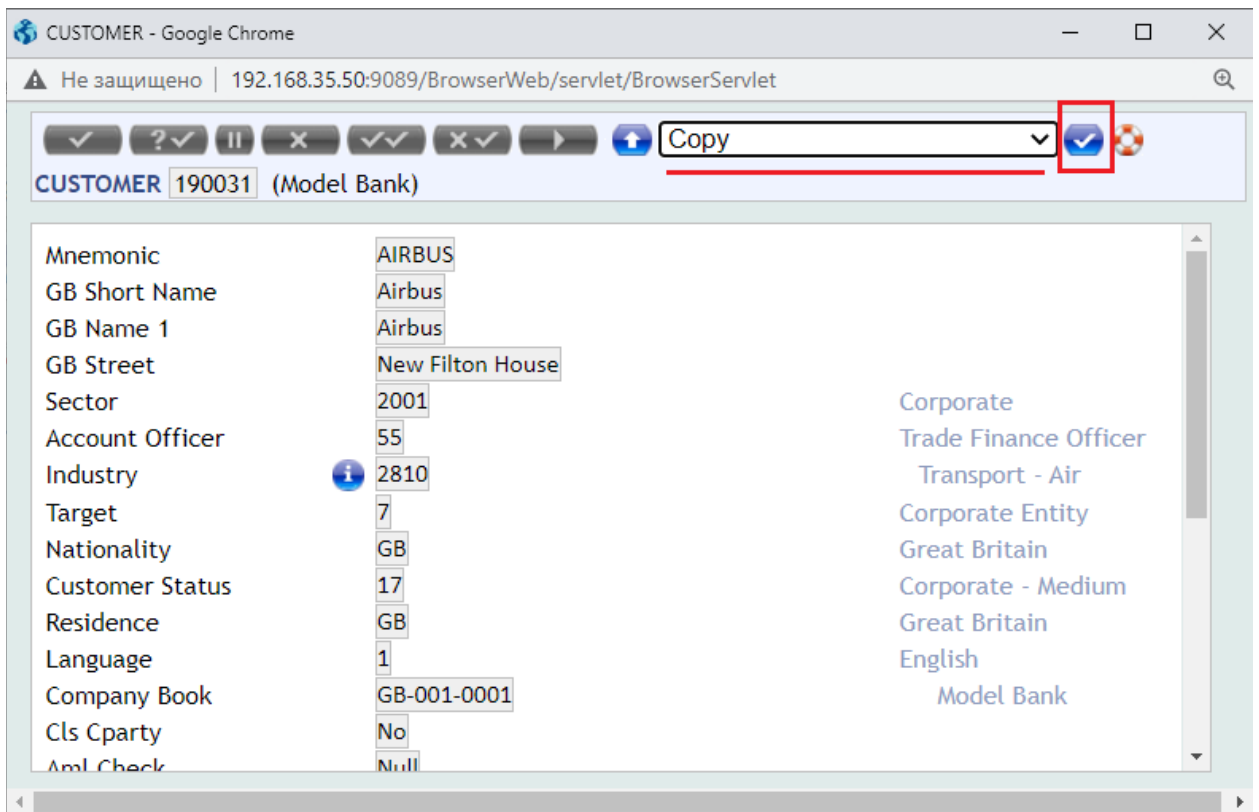 CUSTOMER - Google Chrome
Не защищено | 192.168.35.50:9089/BrowserWeb/servlet/BrowserServlet
Copy
CUSTOMER 190031 (Model Bank)
Mnemonic AIRBUS
GB Short Name Airbus
GB Name 1 Airbus
GB Street New Filton House
Sector 2001 Corporate
Account Officer 55 Trade Finance Officer
Industry 2810 Transport - Air
Target 7 Corporate Entity
Nationality GB Great Britain
Customer Status 17 Corporate - Medium
Residence GB Great Britain
Language 1 English
Company Book GB-001-0001 Model Bank
Cls Cparty No
Aml Check Null